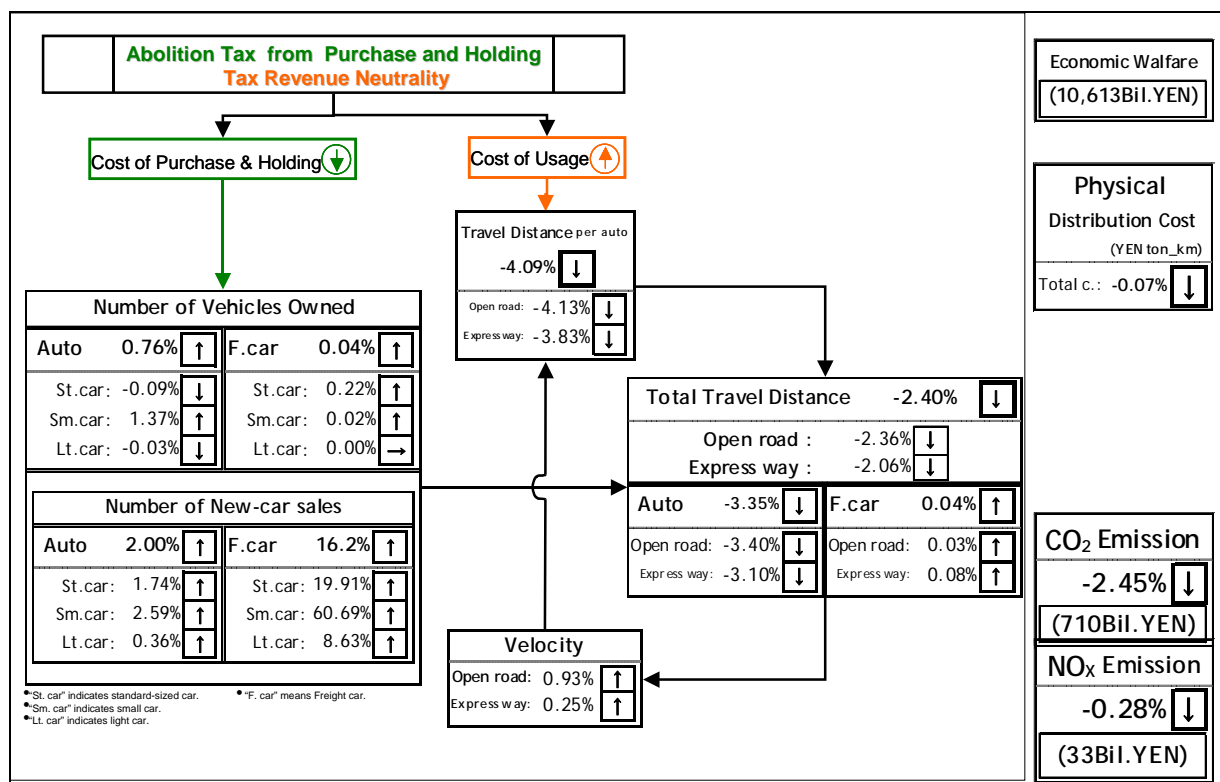 Abolition Tax from Purchase and Holding
Tax Revenue Neutrality
Cost of Purchase & Holding
Cost of Usage
Travel Distance per auto
-4.09% ↓
Open road: -4.13% ↓
Express way: -3.83% ↓
Number of Vehicles Owned
Auto 0.76% ↑ F.car 0.04% ↑
St.car: -0.09% ↓ St.car: 0.22% ↑
Sm.car: 1.37% ↑ Sm.car: 0.02% ↑
Lt.car: -0.03% ↓ Lt.car: 0.00% →
Number of New-car sales
Auto 2.00% ↑ F.car 16.2% ↑
St.car: 1.74% ↑ St.car: 19.91% ↑
Sm.car: 2.59% ↑ Sm.car: 60.69% ↑
Lt.car: 0.36% ↑ Lt.car: 8.63% ↑
•"St. car" indicates standard-sized car. •"F. car" means Freight car.
•"Sm. car" indicates small car.
•"Lt. car" indicates light car.
Total Travel Distance -2.40% ↓
Open road : -2.36% ↓
Express way : -2.06% ↓
Auto -3.35% ↓ F.car 0.04% ↑
Open road: -3.40% ↓ Open road: 0.03% ↑
Express way: -3.10% ↓ Express way: 0.08% ↑
Velocity
Open road: 0.93% ↑
Express way: 0.25% ↑
Economic Walfare
(10,613Bil.YEN)
Physical
Distribution Cost
(YEN ton_km)
Total c.: -0.07% ↓
CO₂ Emission
-2.45% ↓
(710Bil.YEN)
NOx Emission
-0.28% ↓
(33Bil.YEN)